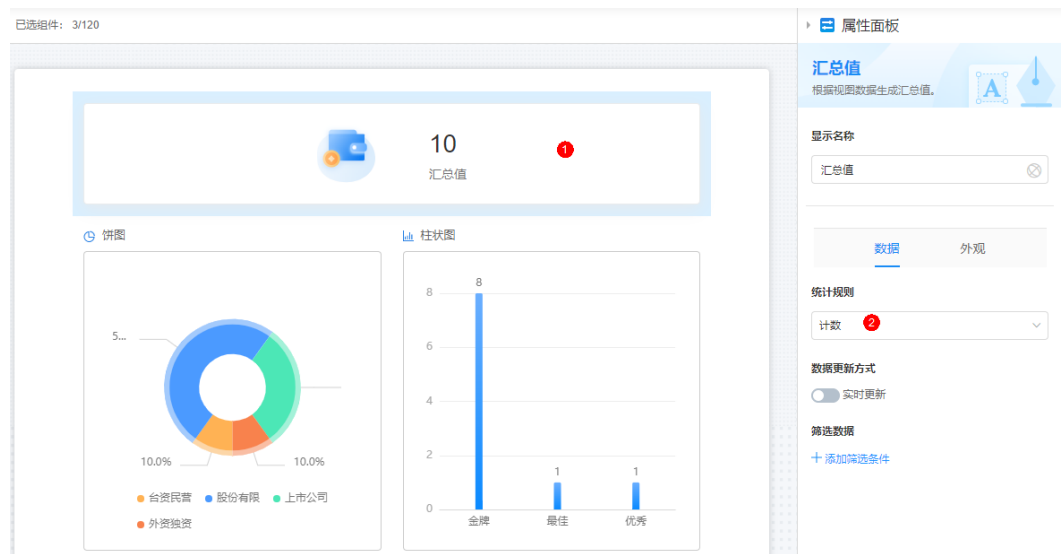 已选组件: 3/120
属性面板
汇总值
根据视图数据生成汇总值。
A
显示名称
汇总值
数据 外观
统计规则
计数 2
数据更新方式
实时更新
筛选数据
+ 添加筛选条件
10 1
汇总值
饼图
5...
10.0% 10.0%
台资民营 股份有限 上市公司
外资独资
柱状图
8
8
6
4
2
1 1
0
金牌 最佳 优秀